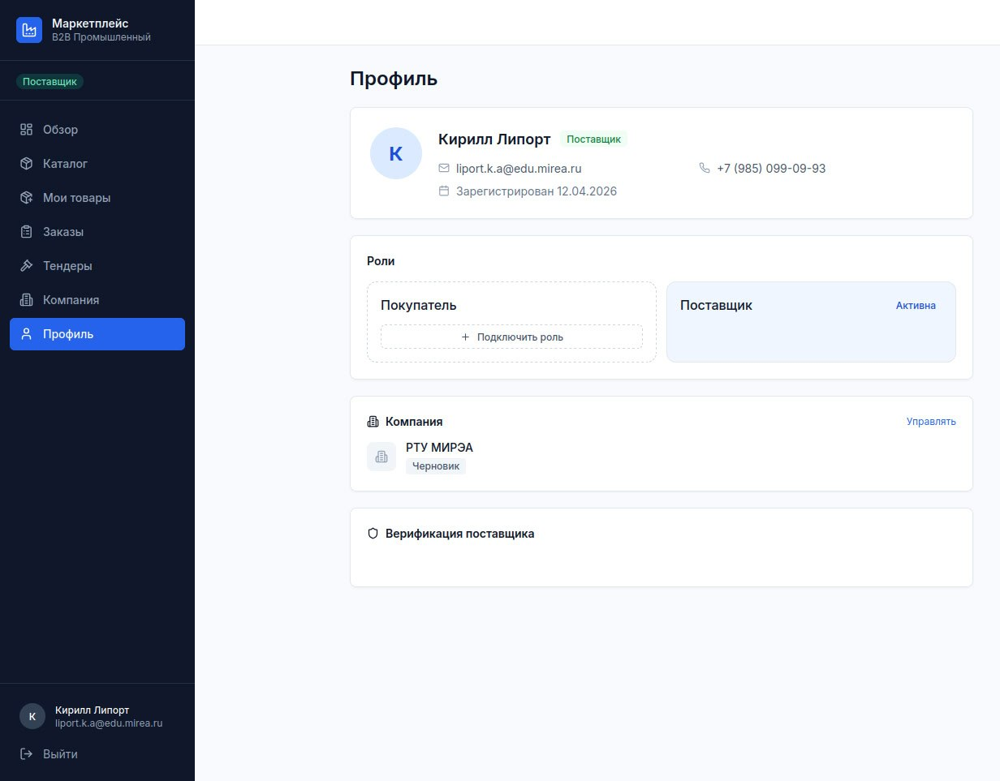 Маркетплейс
B2B Промышленный
Поставщик
Обзор
Каталог
Мои товары
Заказы
Тендеры
Компания
Профиль
Кирилл Липорт
К
liport.k.a@edu.mirea.ru
Выйти
Профиль
К
Кирилл Липорт Поставщик
liport.k.a@edu.mirea.ru +7 (985) 099-09-93
Зарегистрирован 12.04.2026
Роли
Покупатель
+ Подключить роль
Поставщик Активна
Компания Управлять
РТУ МИРЭА
Черновик
Верификация поставщика